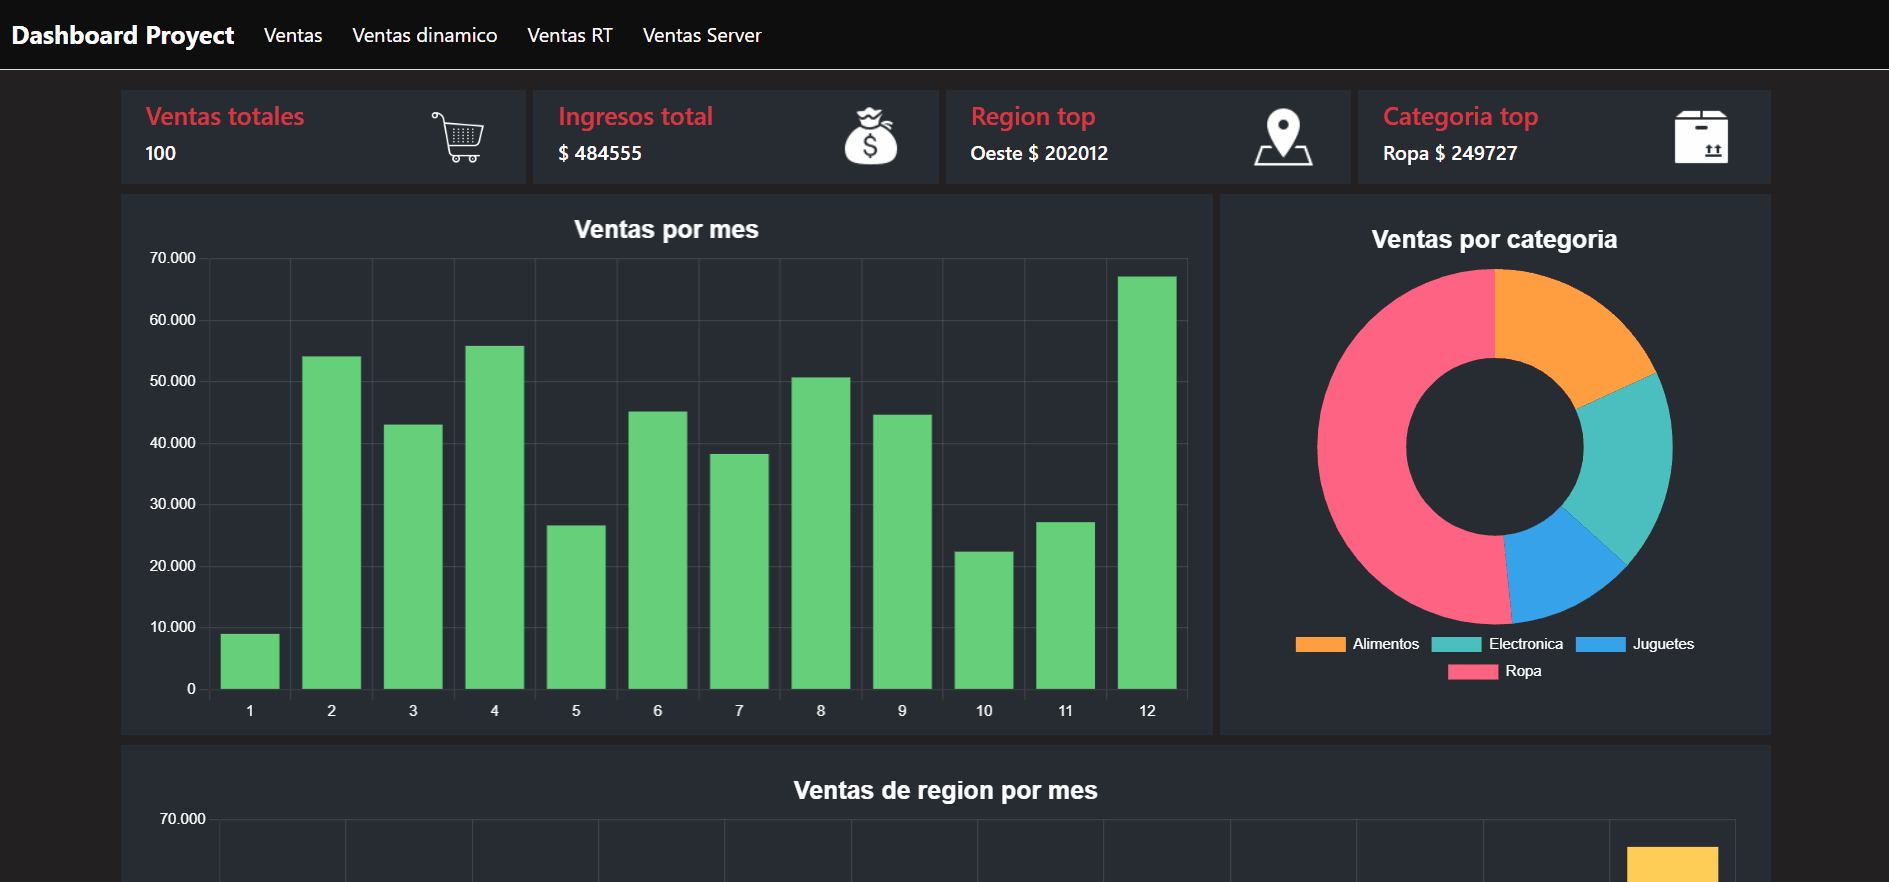 Dashboard Proyect Ventas Ventas dinamico Ventas RT Ventas Server
Ventas totales
100
Ingresos total
$ 484555
$
Region top
Oeste $ 202012
Categoria top
Ropa $ 249727
Ventas por mes
70.000
60.000
50.000
40.000
30.000
20.000
10.000
0
1 2 3 4 5 6 7 8 9 10 11 12
Ventas por categoria
Alimentos Electronica Juguetes
Ropa
Ventas de region por mes
70.000